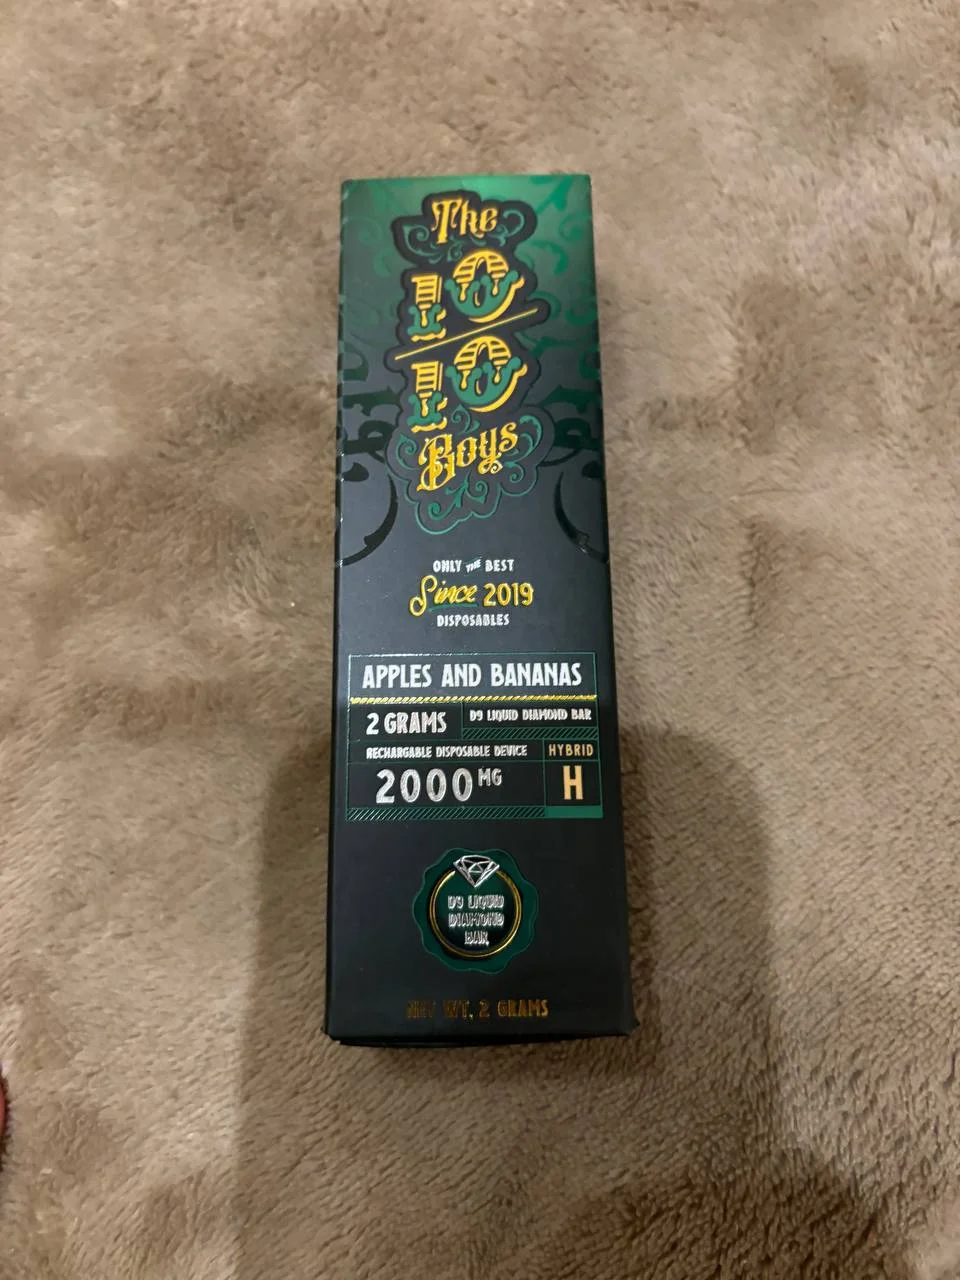 The
10
10
Boys
ONLY THE BEST
Since 2019
DISPOSABLES
APPLES AND BANANAS
2 GRAMS
D9 LIQUID DIAMOND BAR
RECHARGABLE DISPOSABLE DEVICE
HYBRID
2000MG
H
D9 LIQUID
DIAMOND
BAR
NET WT. 2 GRAMS